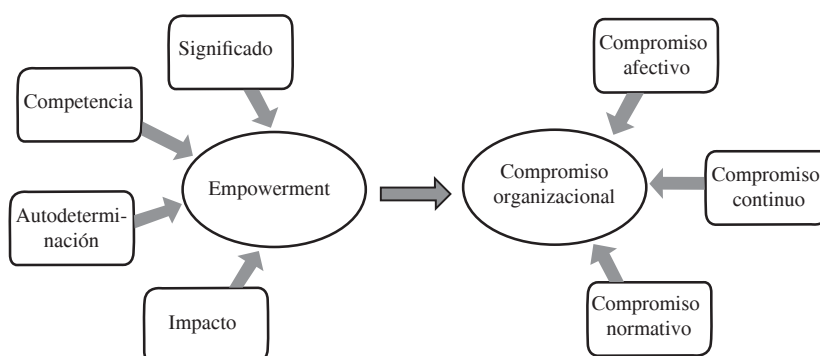 Significado
Competencia
Autodetermi-
nación
Impacto
Empowerment
Compromiso
organizacional
Compromiso
afectivo
Compromiso
continuo
Compromiso
normativo